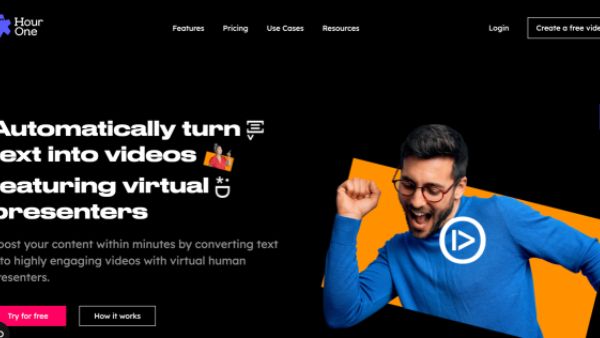 Hour
One
Features Pricing Use Cases Resources Login Create a free vide
Automatically turn
text into videos
featuring virtual
presenters
oost your content within minutes by converting text
to highly engaging videos with virtual human
resenters.
Try for free How it works